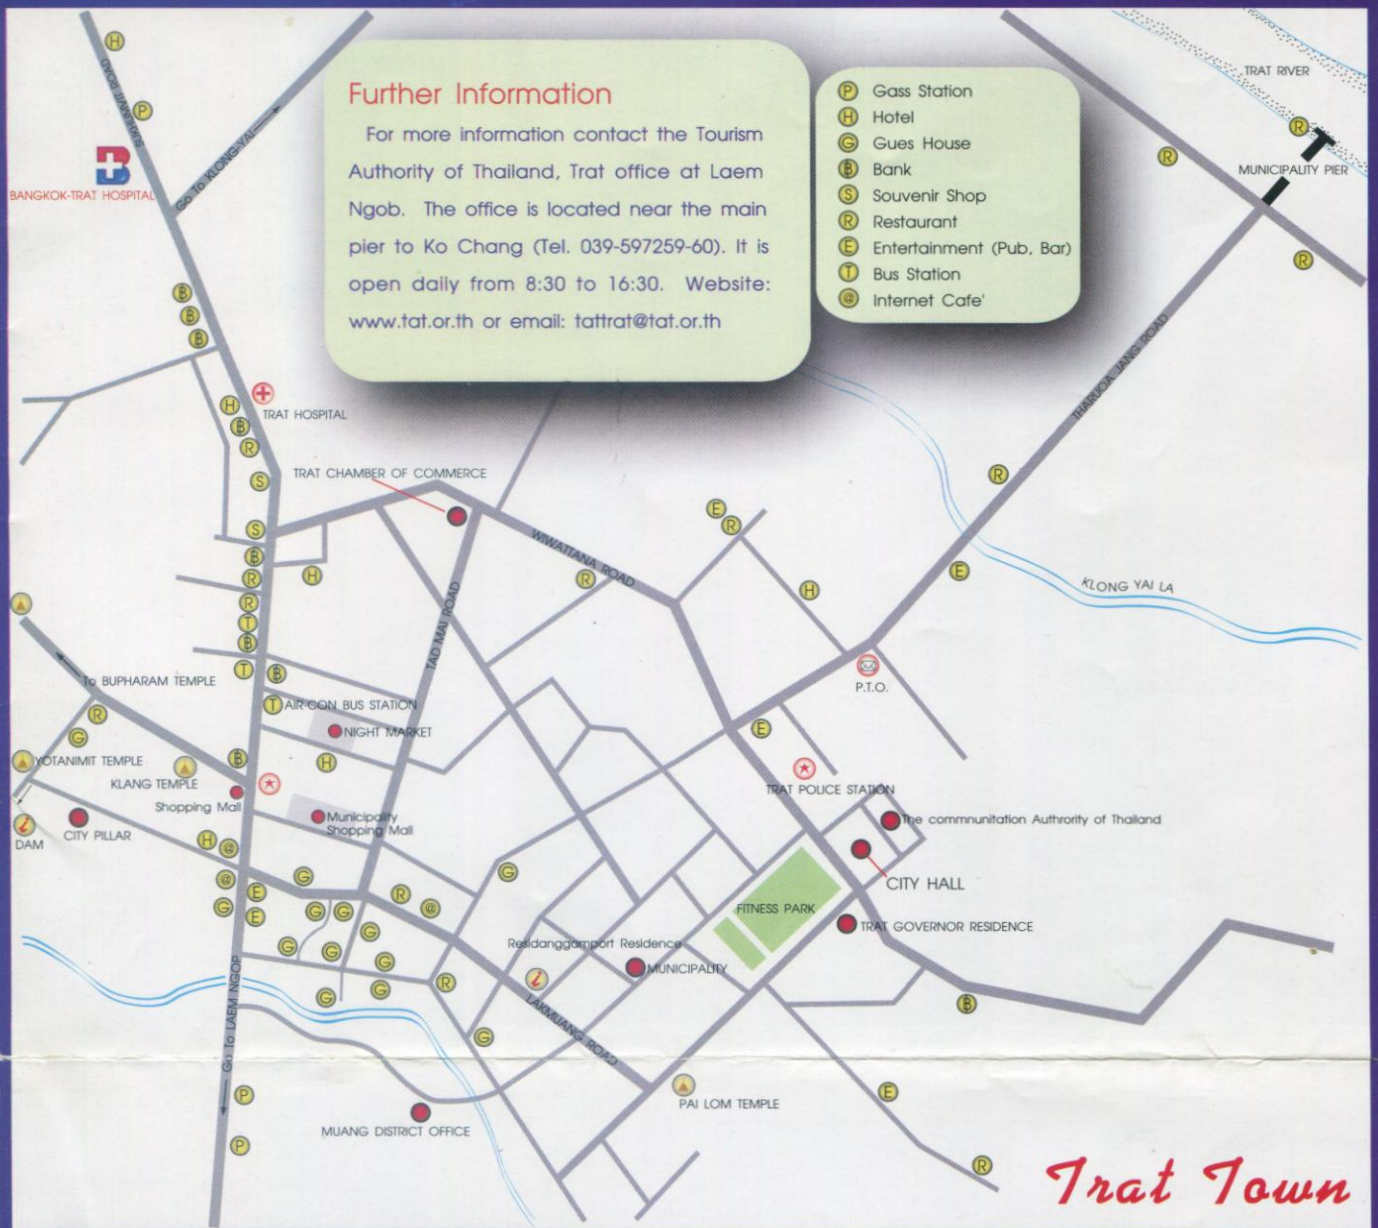 Further Information
For more information contact the Tourism
Authority of Thailand, Trat office at Laem
Ngob. The office is located near the main
pier to Ko Chang (Tel. 039-597259-60). It is
open daily from 8:30 to 16:30. Website:
www.tat.or.th or email: tattrat@tat.or.th
P Gass Station
H Hotel
G Gues House
B Bank
S Souvenir Shop
R Restaurant
E Entertainment (Pub, Bar)
T Bus Station
@ Internet Cafe'
TRAT RIVER
MUNICIPALITY PIER
SUKHUMVIT ROAD
Go To KLONG YAI
BANGKOK-TRAT HOSPITAL
TRAT HOSPITAL
TRAT CHAMBER OF COMMERCE
WIWATTANA ROAD
TAD MAI ROAD
THARUOA JANG ROAD
KLONG YAI LA
P.T.O.
To BUPHARAM TEMPLE
AIR-CON BUS STATION
NIGHT MARKET
YOTANIMIT TEMPLE
KLANG TEMPLE
Shopping Mall
Municipality
Shopping Mall
CITY PILLAR
DAM
TRAT POLICE STATION
The commnunitation Authrority of Thailand
CITY HALL
FITNESS PARK
TRAT GOVERNOR RESIDENCE
Residanggamport Residence
MUNICIPALITY
LAKMUANG ROAD
Go To LAEM NGOP
PAI LOM TEMPLE
MUANG DISTRICT OFFICE
Trat Town